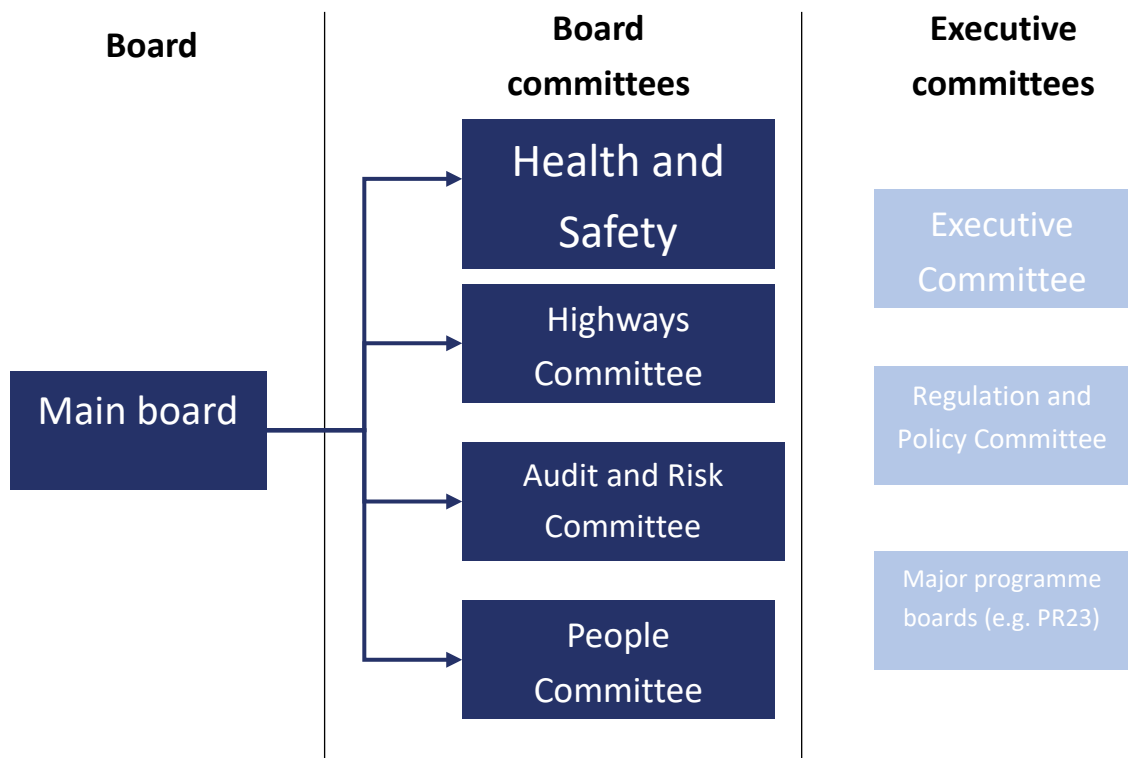 Board
Main board
Board
committees
Health and
Safety
Highways
Committee
Audit and Risk
Committee
People
Committee
Executive
committees
Executive
Committee
Regulation and
Policy Committee
Major programme
boards (e.g. PR23)